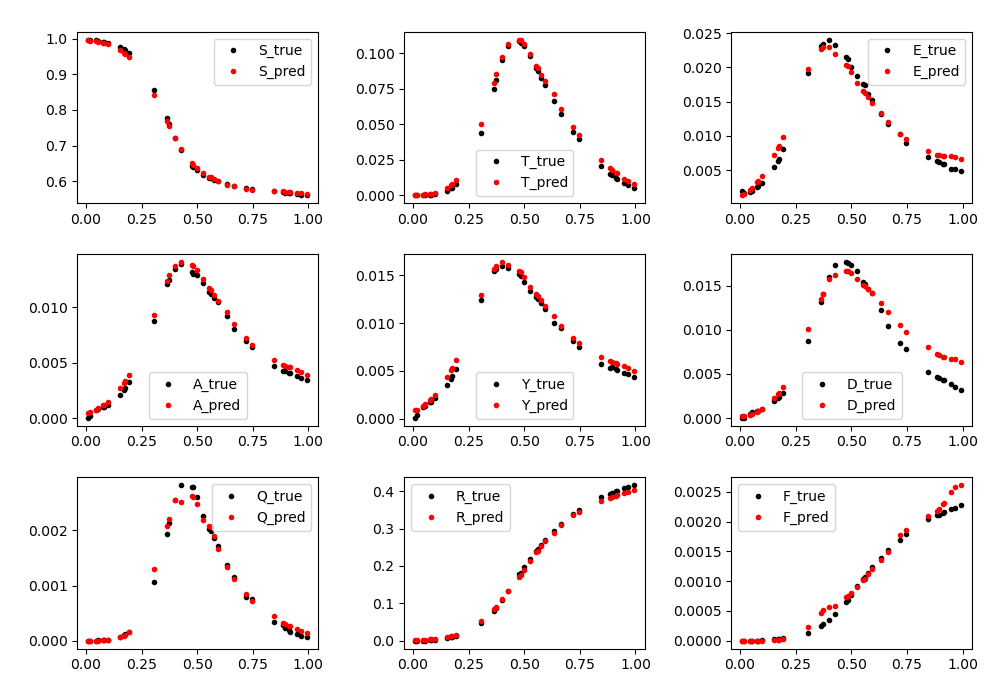 1.0
0.9
0.8
0.7
0.6
S_true
S_pred
0.00 0.25 0.50 0.75 1.00
0.100
0.075
0.050
0.025
0.000
T_true
T_pred
0.00 0.25 0.50 0.75 1.00
0.025
0.020
0.015
0.010
0.005
E_true
E_pred
0.00 0.25 0.50 0.75 1.00
0.010
0.005
0.000
A_true
A_pred
0.00 0.25 0.50 0.75 1.00
0.015
0.010
0.005
0.000
Y_true
Y_pred
0.00 0.25 0.50 0.75 1.00
0.015
0.010
0.005
0.000
D_true
D_pred
0.00 0.25 0.50 0.75 1.00
0.002
0.001
0.000
Q_true
Q_pred
0.00 0.25 0.50 0.75 1.00
0.4
0.3
0.2
0.1
0.0
R_true
R_pred
0.00 0.25 0.50 0.75 1.00
0.0025
0.0020
0.0015
0.0010
0.0005
0.0000
F_true
F_pred
0.00 0.25 0.50 0.75 1.00